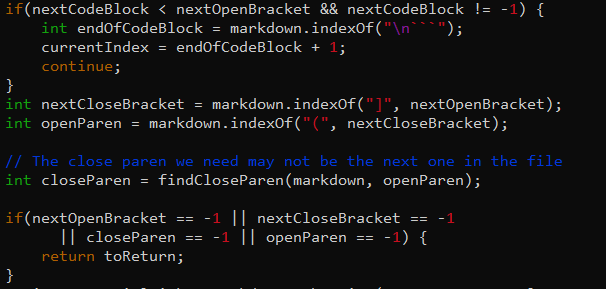 if(nextCodeBlock < nextOpenBracket && nextCodeBlock != -1) {
    int endOfCodeBlock = markdown.indexOf("\n```");
    currentIndex = endOfCodeBlock + 1;
    continue;
}
int nextCloseBracket = markdown.indexOf("]", nextOpenBracket);
int openParen = markdown.indexOf("(", nextCloseBracket);

// The close paren we need may not be the next one in the file
int closeParen = findCloseParen(markdown, openParen);

if(nextOpenBracket == -1 || nextCloseBracket == -1
      || closeParen == -1 || openParen == -1) {
    return toReturn;
}